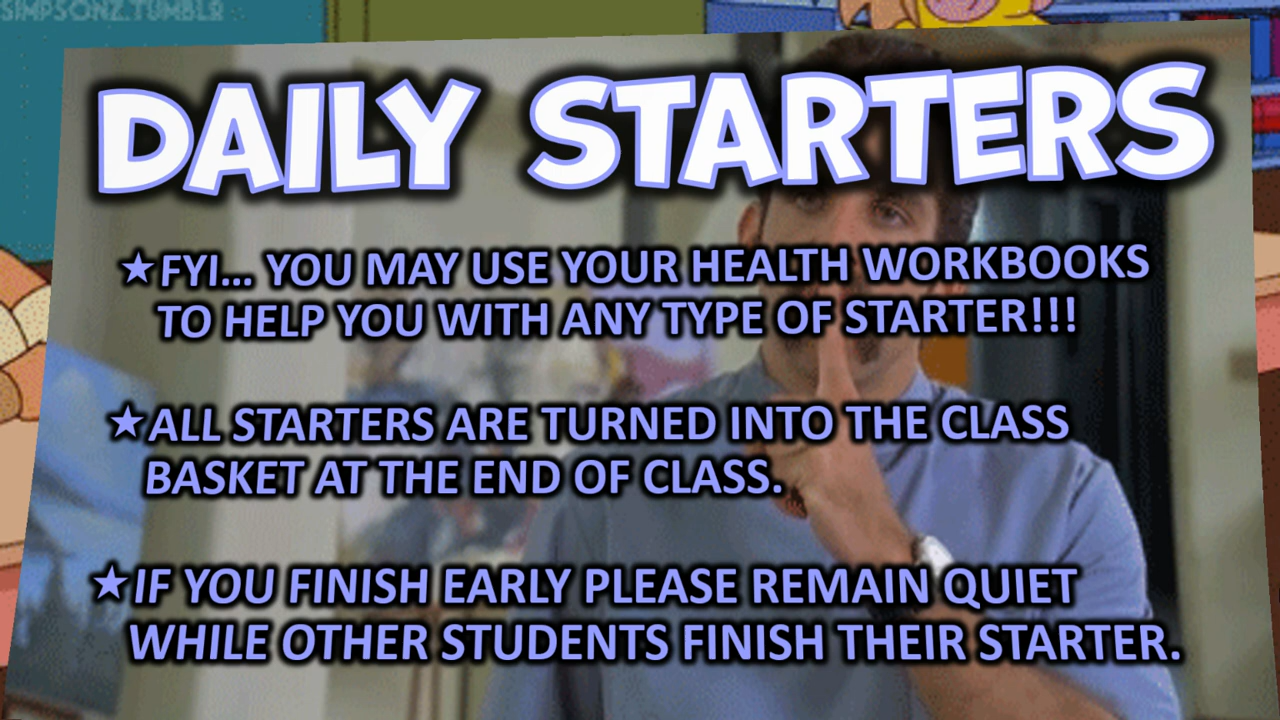 SIMPSONZ.TUMBLR
DAILY STARTERS
★FYI... YOU MAY USE YOUR HEALTH WORKBOOKS
TO HELP YOU WITH ANY TYPE OF STARTER!!!
★ALL STARTERS ARE TURNED INTO THE CLASS
BASKET AT THE END OF CLASS.
★IF YOU FINISH EARLY PLEASE REMAIN QUIET
WHILE OTHER STUDENTS FINISH THEIR STARTER.